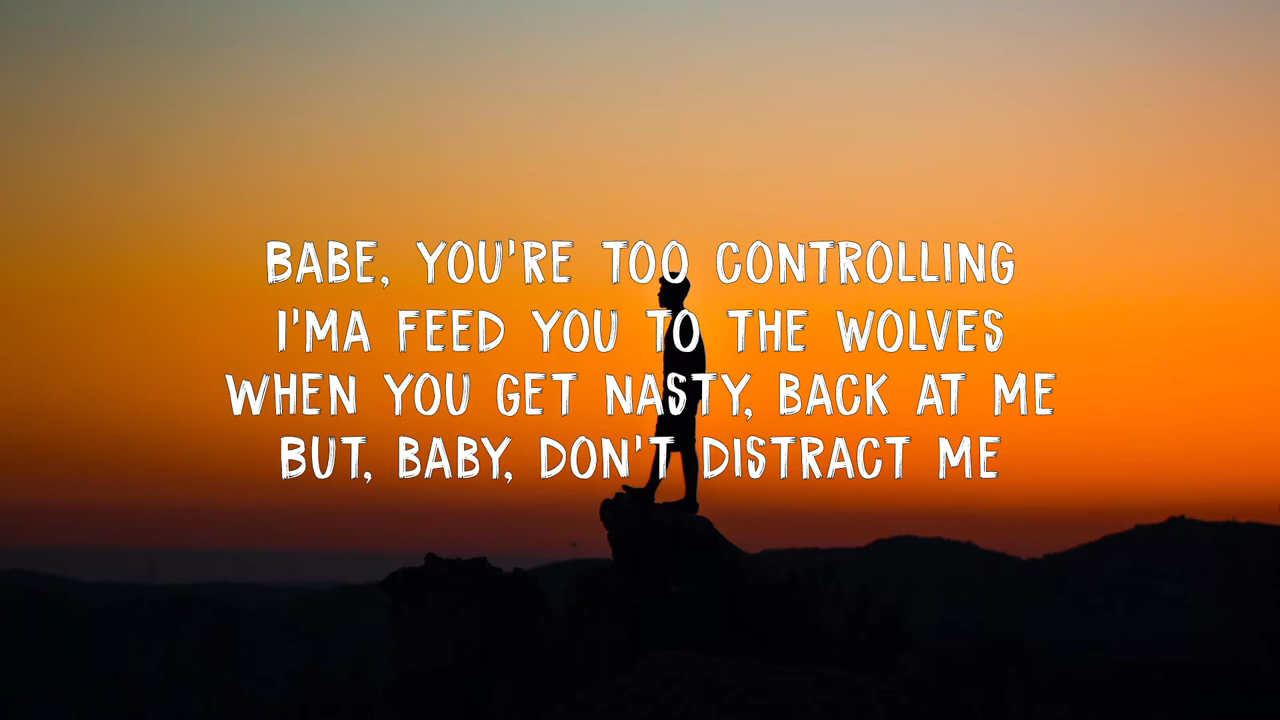 BABE, YOU'RE TOO CONTROLLING
I'MA FEED YOU TO THE WOLVES
WHEN YOU GET NASTY, BACK AT ME
BUT, BABY, DON'T DISTRACT ME